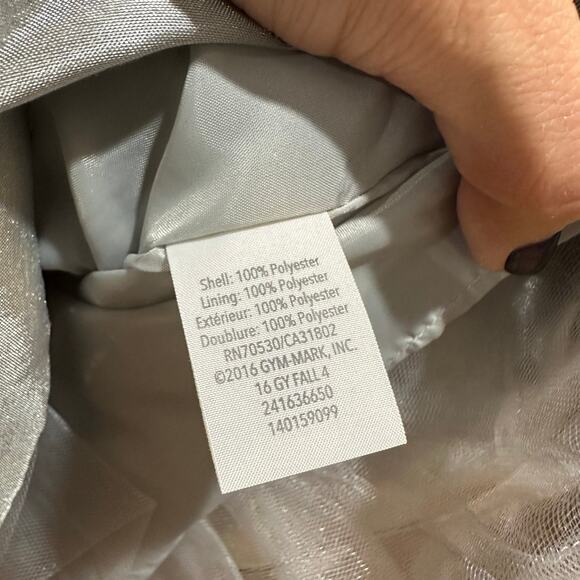 Shell: 100% Polyester
Lining: 100% Polyester
Extérieur: 100% Polyester
Doublure: 100% Polyester
RN70530/CA31802
©2016 GYM-MARK, INC.
16 GY FALL 4
241636650
140159099